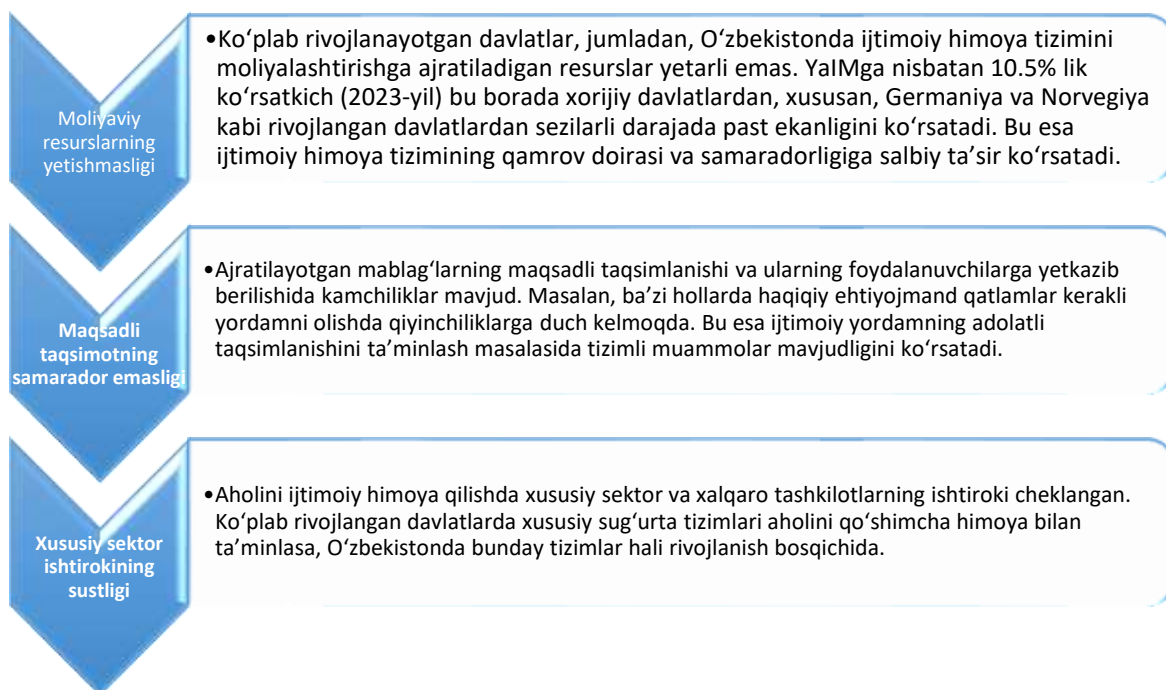 Moliyaviy
resurslarning
yetishmasligi
•Ko‘plab rivojlanayotgan davlatlar, jumladan, O‘zbekistonda ijtimoiy himoya tizimini
moliyalashtirishga ajratiladigan resurslar yetarli emas. YaIMga nisbatan 10.5% lik
ko‘rsatkich (2023-yil) bu borada xorijiy davlatlardan, xususan, Germaniya va Norvegiya
kabi rivojlangan davlatlardan sezilarli darajada past ekanligini ko‘rsatadi. Bu esa
ijtimoiy himoya tizimining qamrov doirasi va samaradorligiga salbiy ta’sir ko‘rsatadi.
Maqsadli
taqsimotning
samarador emasligi
•Ajratilayotgan mablag‘larning maqsadli taqsimlanishi va ularning foydalanuvchilarga yetkazib
berilishida kamchiliklar mavjud. Masalan, ba’zi hollarda haqiqiy ehtiyojmand qatlamlar kerakli
yordamni olishda qiyinchiliklarga duch kelmoqda. Bu esa ijtimoiy yordamning adolatli
taqsimlanishini ta’minlash masalasida tizimli muammolar mavjudligini ko‘rsatadi.
Xususiy sektor
ishtirokining
sustligi
•Aholini ijtimoiy himoya qilishda xususiy sektor va xalqaro tashkilotlarning ishtiroki cheklangan.
Ko‘plab rivojlangan davlatlarda xususiy sug‘urta tizimlari aholini qo‘shimcha himoya bilan
ta’minlasa, O‘zbekistonda bunday tizimlar hali rivojlanish bosqichida.